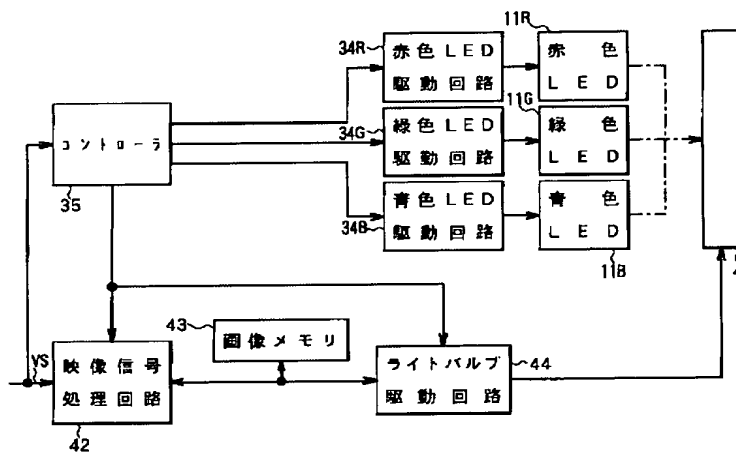 11R
34R
赤色LED
駆動回路
赤色
LED
コントローラ
35
11G
34G
緑色LED
駆動回路
緑色
LED
青色LED
駆動回路
34B
青色
LED
11B
43
画像メモリ
VS
映像信号
処理回路
42
ライトバルブ
駆動回路
44